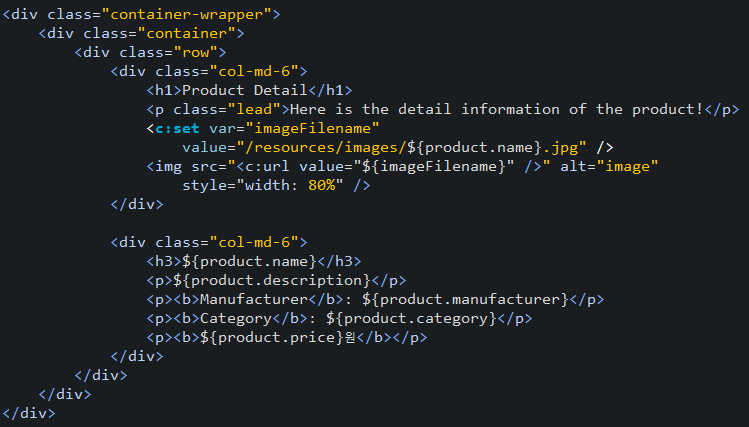 <div class="container-wrapper">
<div class="container">
<div class="row">
<div class="col-md-6">
<h1>Product Detail</h1>
<p class="lead">Here is the detail information of the product!</p>
<c:set var="imageFilename"
value="/resources/images/${product.name}.jpg" />
<img src="<c:url value="${imageFilename}" />" alt="image"
style="width: 80%" />
</div>
<div class="col-md-6">
<h3>${product.name}</h3>
<p>${product.description}</p>
<p><b>Manufacturer</b>: ${product.manufacturer}</p>
<p><b>Category</b>: ${product.category}</p>
<p><b>${product.price}원</b></p>
</div>
</div>
</div>
</div>